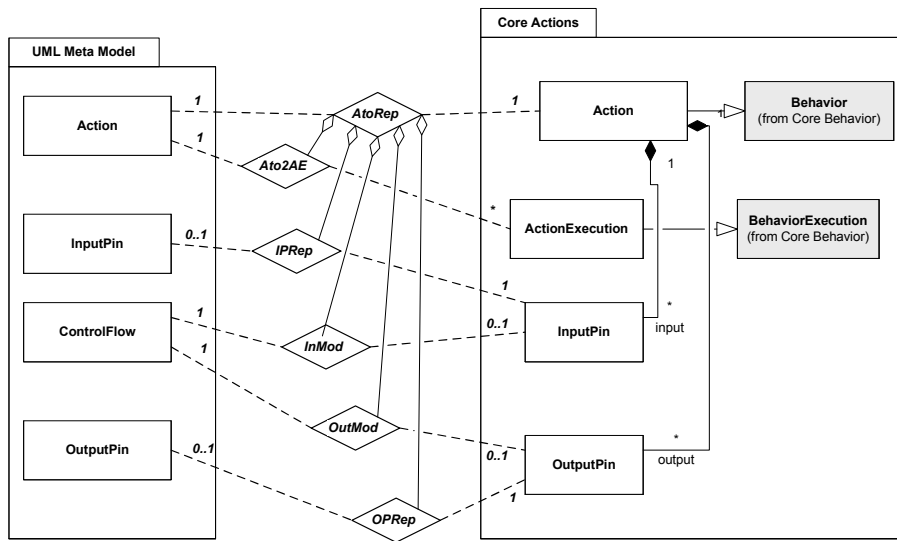 Core Actions
UML Meta Model
Action
1
AtoRep
1
Action
1
Behavior
(from Core Behavior)
1
Ato2AE
1
*
ActionExecution
BehaviorExecution
(from Core Behavior)
InputPin
0..1
IPRep
1
ControlFlow
1
InMod
0..1
InputPin
*
input
1
OutMod
0..1
OutputPin
0..1
OPRep
1
OutputPin
*
output